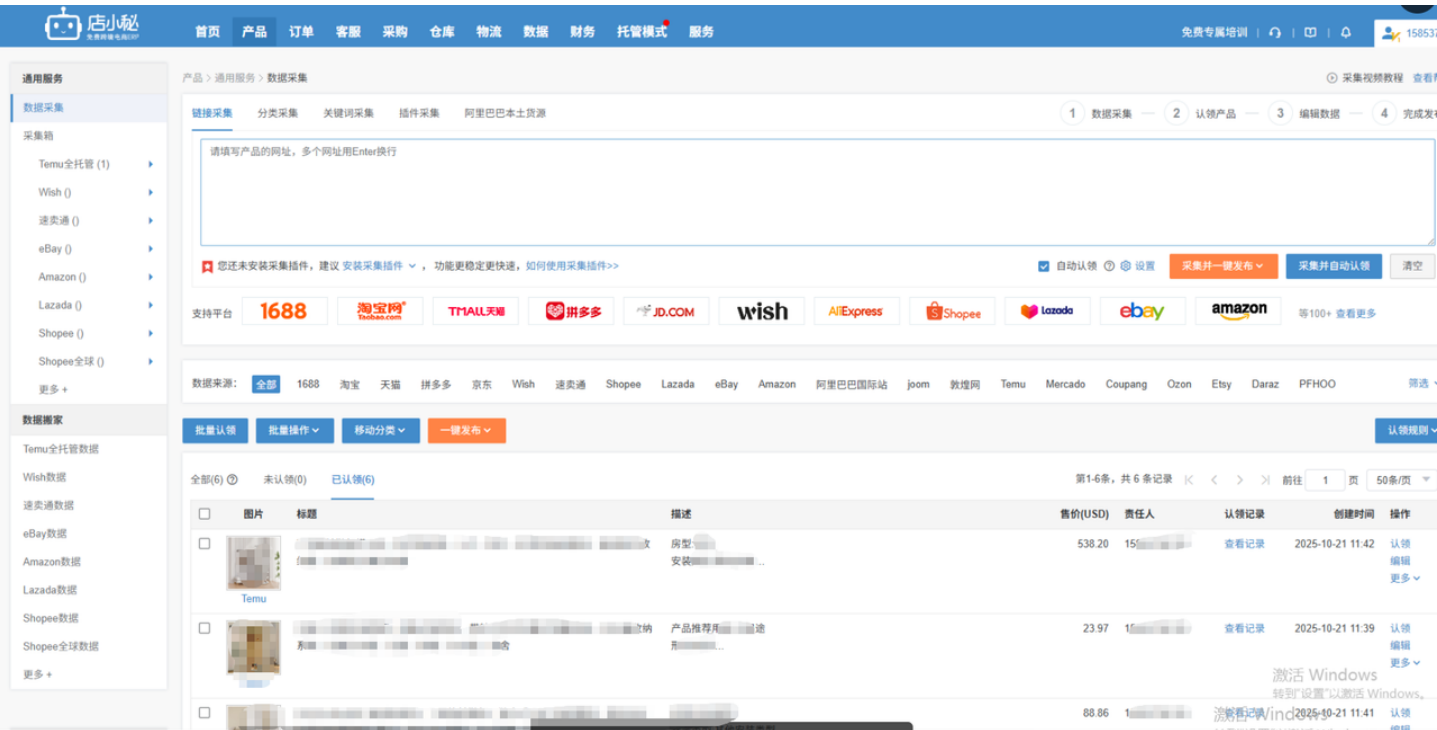 店小秘
免费跨境电商ERP
首页 产品 订单 客服 采购 仓库 物流 数据 财务 托管模式 服务
免费专属培训
通用服务
数据采集
采集箱
Temu全托管 (1)
Wish ()
速卖通 ()
eBay ()
Amazon ()
Lazada ()
Shopee ()
Shopee全球 ()
更多 +
数据搬家
Temu全托管数据
Wish数据
速卖通数据
eBay数据
Amazon数据
Lazada数据
Shopee数据
Shopee全球数据
更多 +
产品 > 通用服务 > 数据采集
采集视频教程
链接采集 分类采集 关键词采集 插件采集 阿里巴巴本土货源
1 数据采集 — 2 认领产品 — 3 编辑数据 — 4
请填写产品的网址，多个网址用Enter换行
您还未安装采集插件，建议 安装采集插件 ，功能更稳定更快速，如何使用采集插件>>
自动认领 设置 采集并一键发布 采集并自动认领 清空
支持平台 1688 淘宝网 Taobao.com TMALL天猫 拼多多 JD.COM wish AliExpress Shopee Lazada ebay amazon 等100+ 查看更多
数据来源： 全部 1688 淘宝 天猫 拼多多 京东 Wish 速卖通 Shopee Lazada eBay Amazon 阿里巴巴国际站 joom 敦煌网 Temu Mercado Coupang Ozon Etsy Daraz PFHOO 筛选
批量认领 批量操作 移动分类 一键发布 认领规则
全部(6) 未认领(0) 已认领(6)
第1-6条，共 6 条记录 前往 1 页 50条/页
图片 标题 描述 售价(USD) 责任人 认领记录 创建时间 操作
房型 538.20 查看记录 2025-10-21 11:42 认领
安装 ... 编辑
更多
Temu
产品推荐用 途 23.97 查看记录 2025-10-21 11:39 认领
编辑
更多
88.86 查看记录 2025-10-21 11:41 认领
激活 Windows
转到"设置"以激活 Windows。